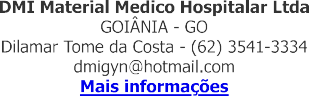 DMI Material Medico Hospitalar Ltda
GOIÂNIA - GO
Dilamar Tome da Costa - (62) 3541-3334
dmigyn@hotmail.com
Mais informações